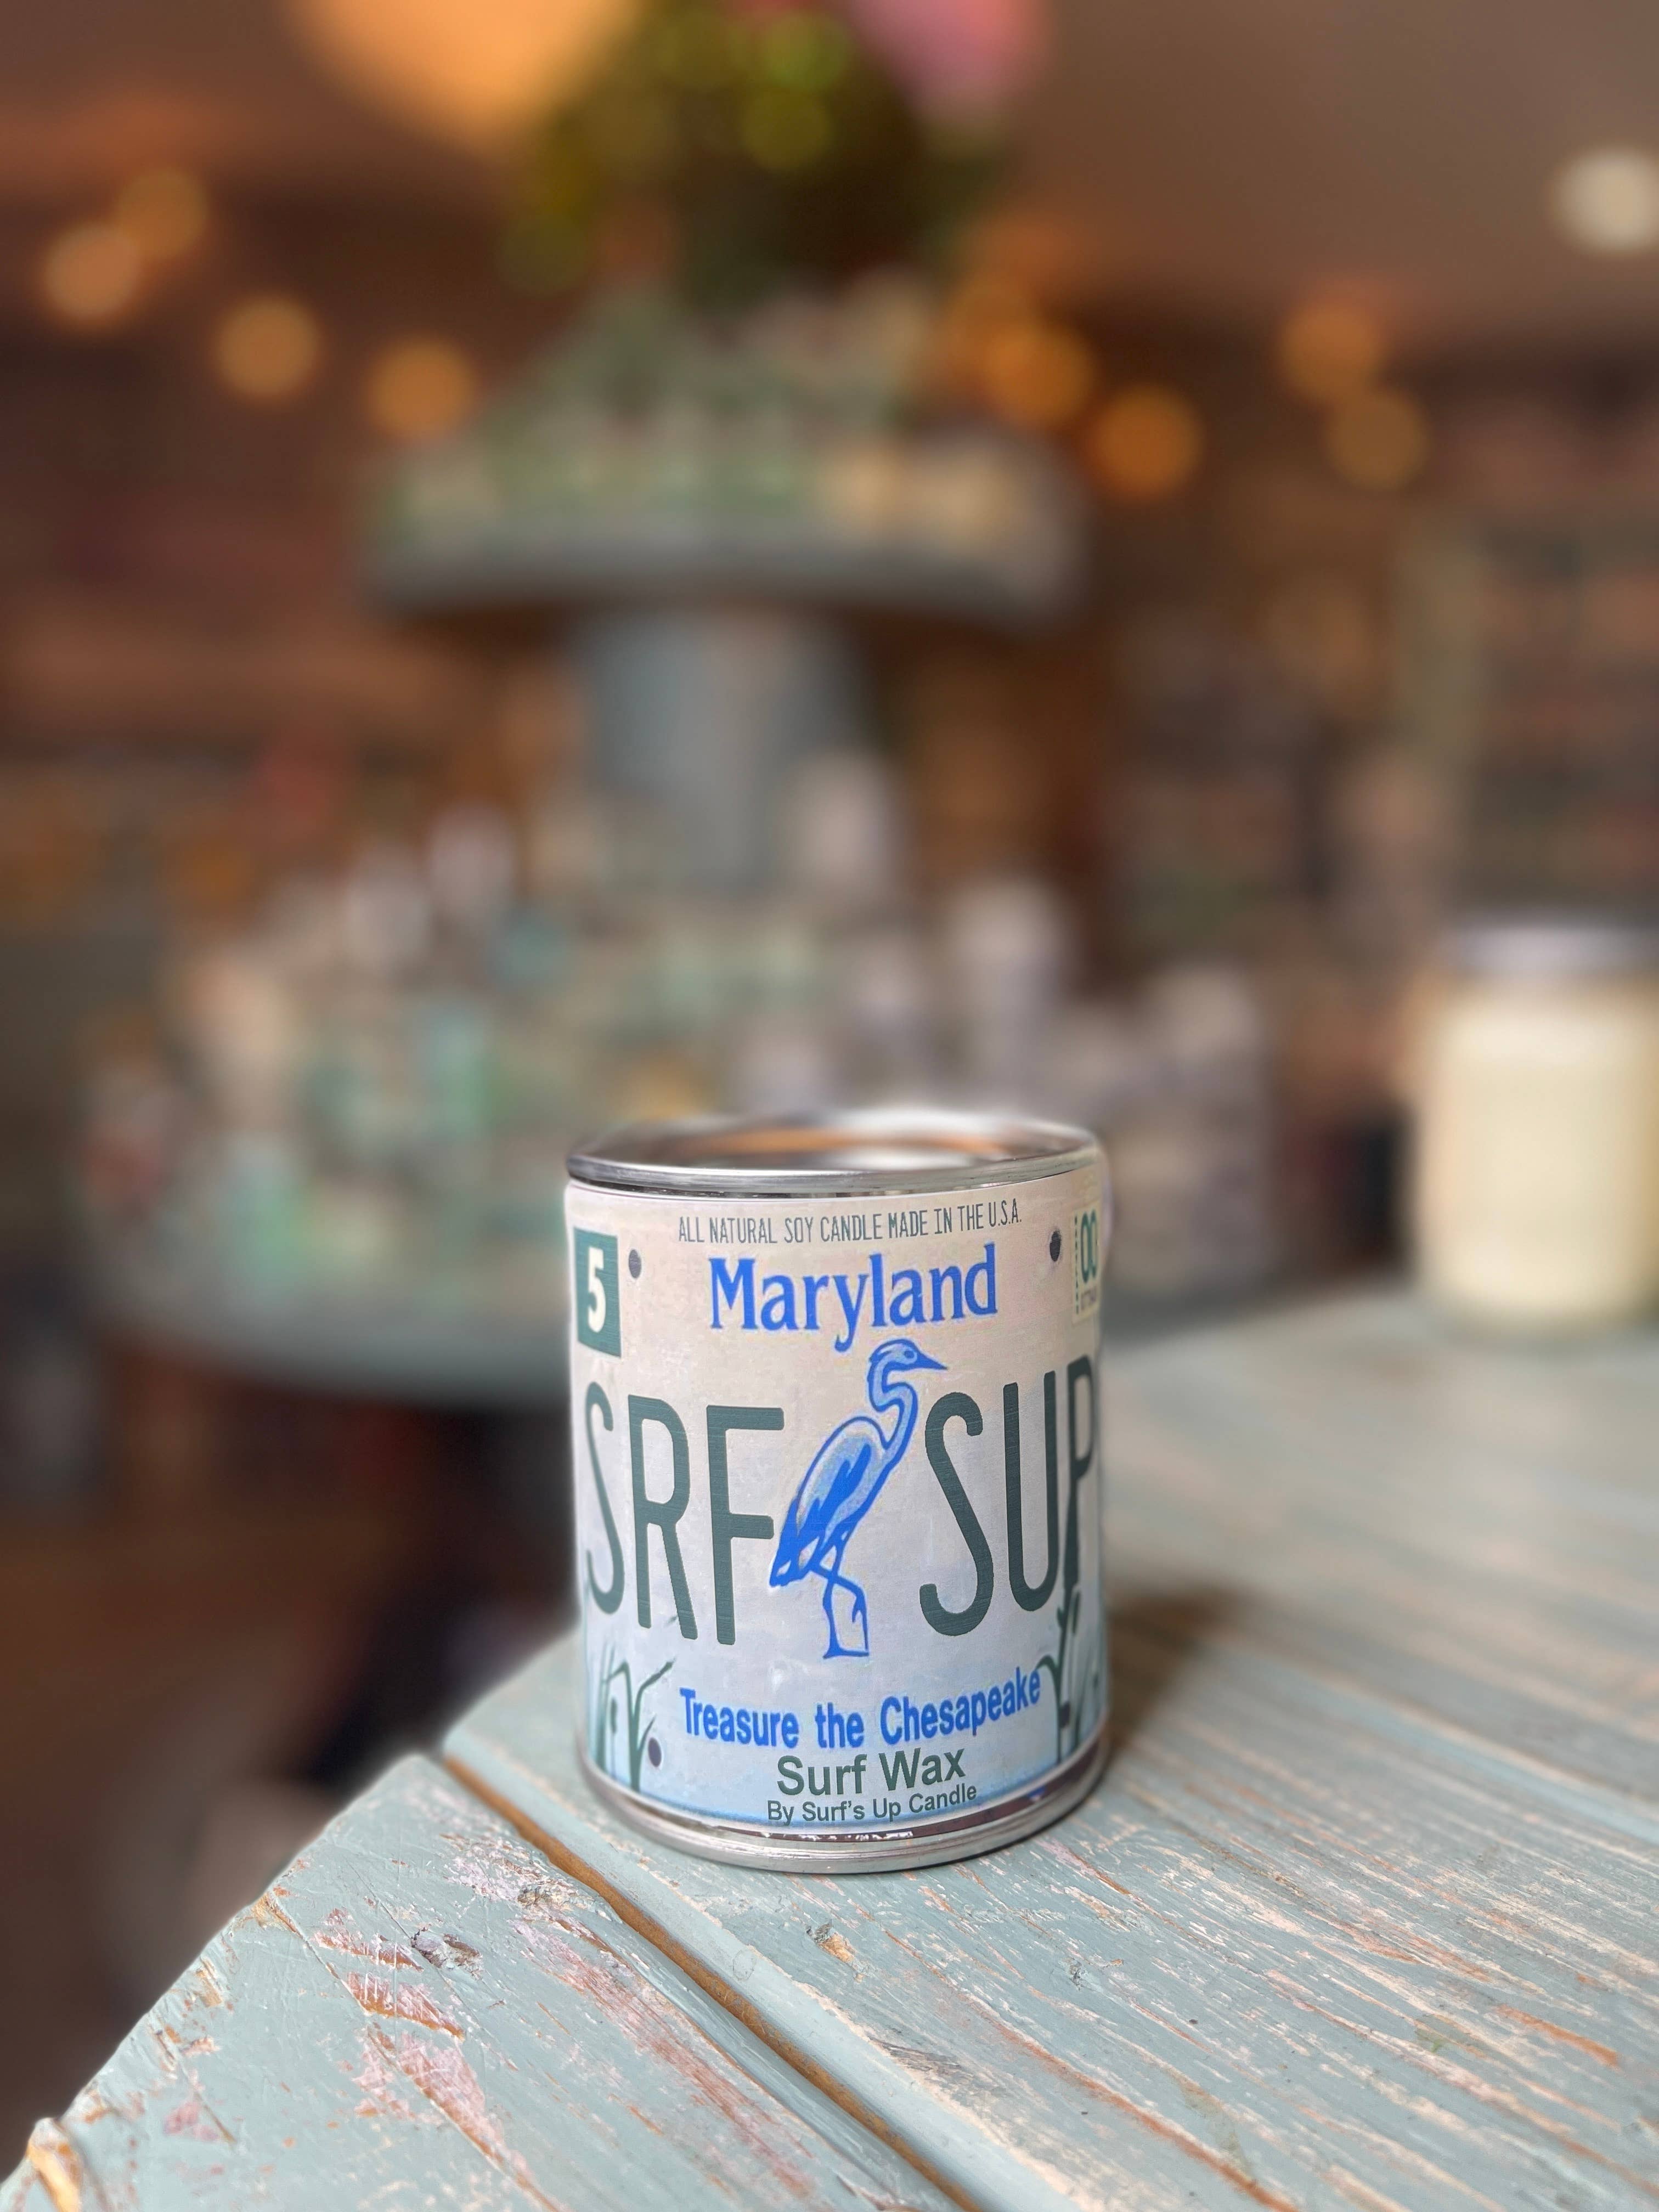 ALL NATURAL SOY CANDLE MADE IN THE U.S.A.
5
Maryland
00
SRF SUP
Treasure the Chesapeake
Surf Wax
By Surf's Up Candle